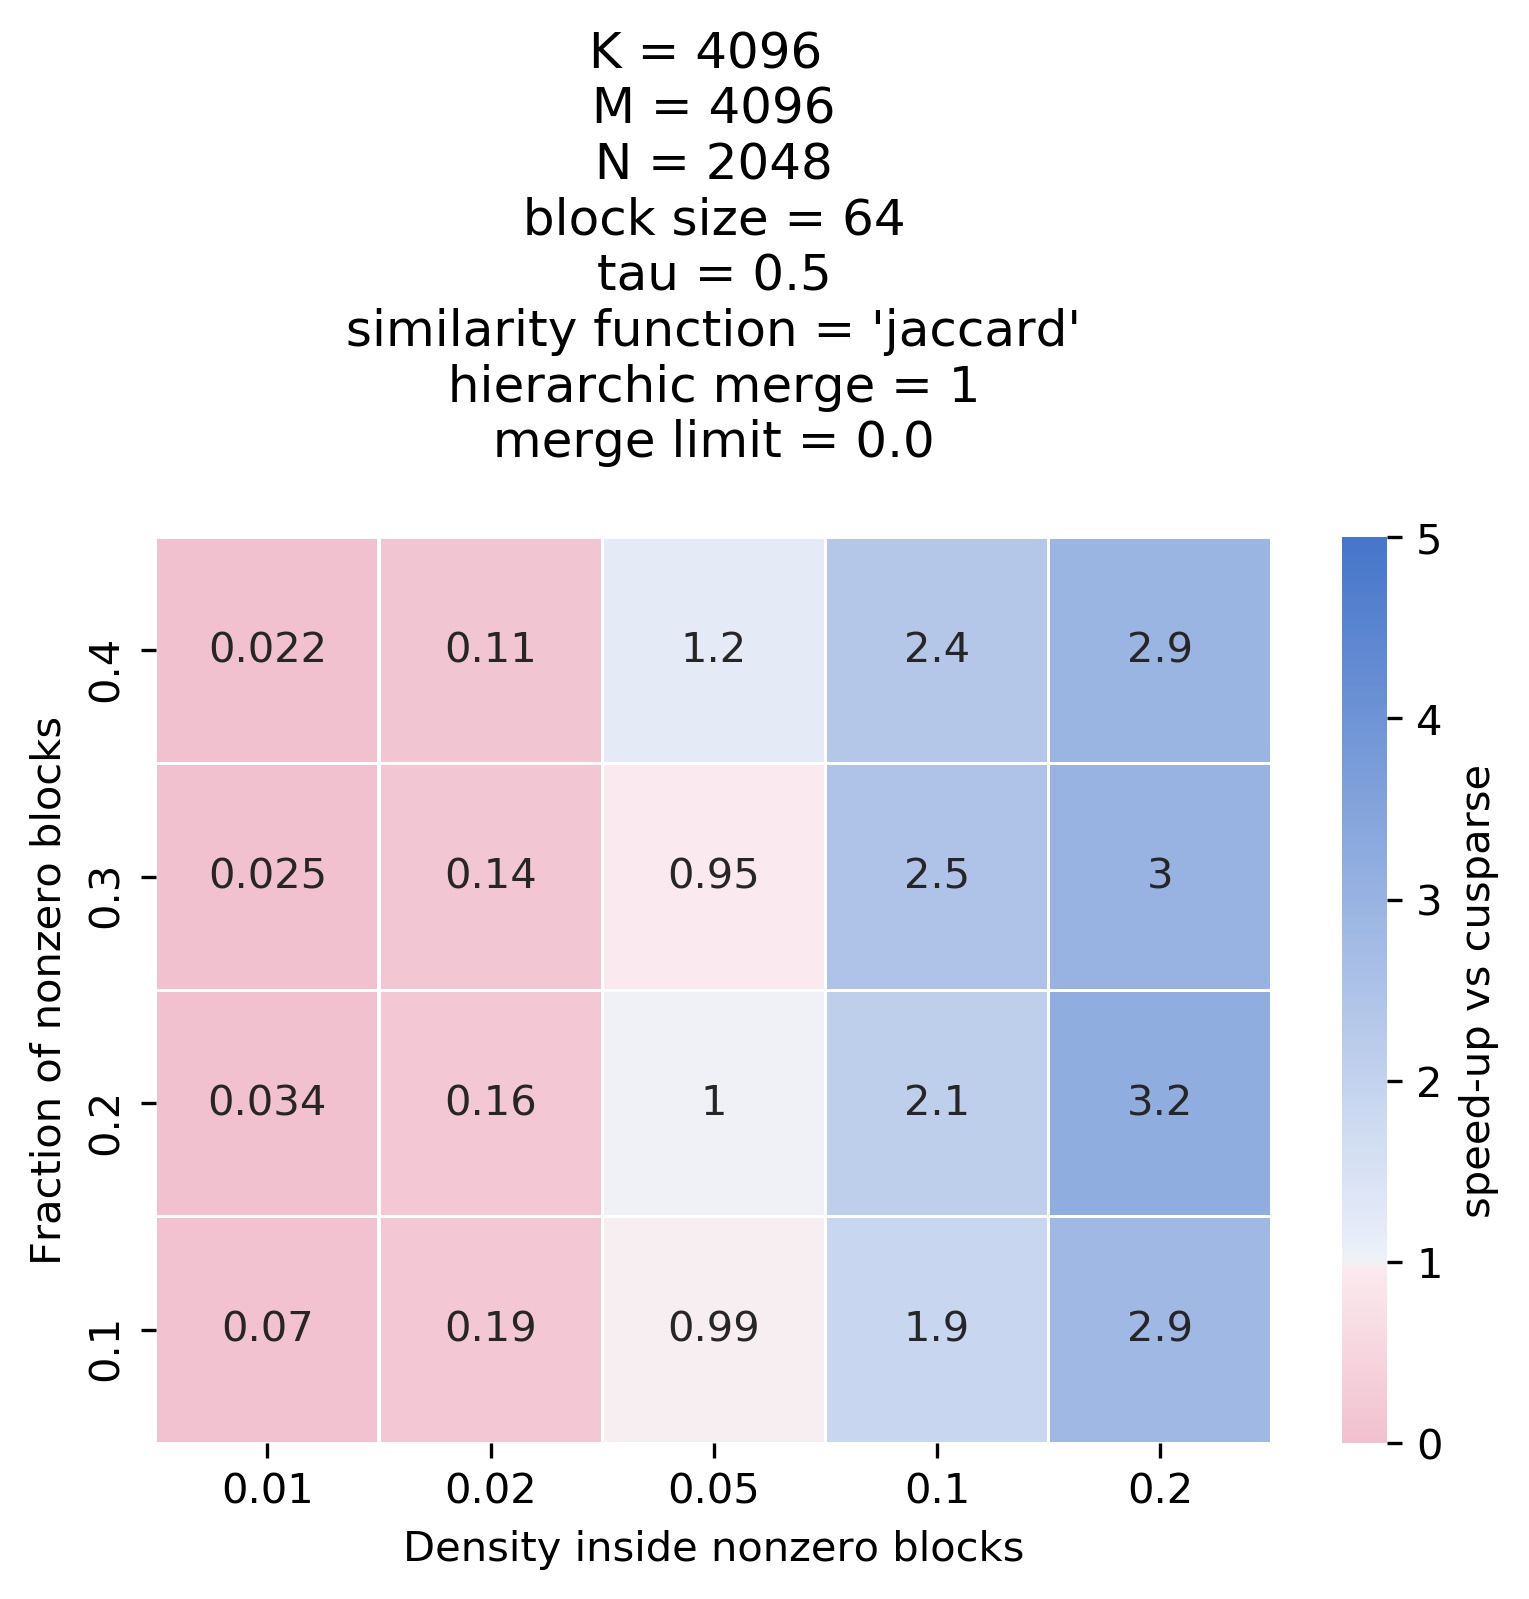 K = 4096
M = 4096
N = 2048
block size = 64
tau = 0.5
similarity function = 'jaccard'
hierarchic merge = 1
merge limit = 0.0
Fraction of nonzero blocks
0.4
0.022 0.11 1.2 2.4 2.9
0.3
0.025 0.14 0.95 2.5 3
0.2
0.034 0.16 1 2.1 3.2
0.1
0.07 0.19 0.99 1.9 2.9
0.01 0.02 0.05 0.1 0.2
Density inside nonzero blocks
5
4
3
2
1
0
speed-up vs cusparse